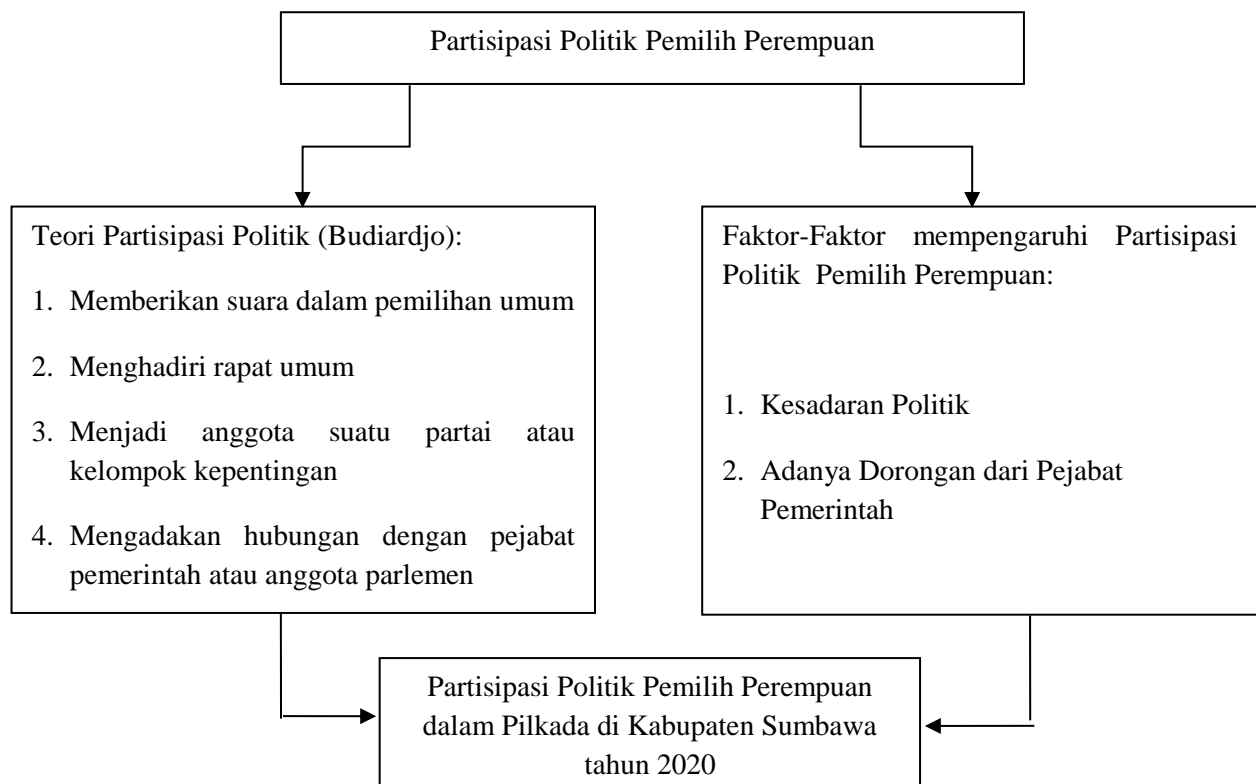 Partisipasi Politik Pemilih Perempuan
Teori Partisipasi Politik (Budiardjo):
1. Memberikan suara dalam pemilihan umum
2. Menghadiri rapat umum
3. Menjadi anggota suatu partai atau
kelompok kepentingan
4. Mengadakan hubungan dengan pejabat
pemerintah atau anggota parlemen
Faktor-Faktor mempengaruhi Partisipasi
Politik Pemilih Perempuan:
1. Kesadaran Politik
2. Adanya Dorongan dari Pejabat
Pemerintah
Partisipasi Politik Pemilih Perempuan
dalam Pilkada di Kabupaten Sumbawa
tahun 2020